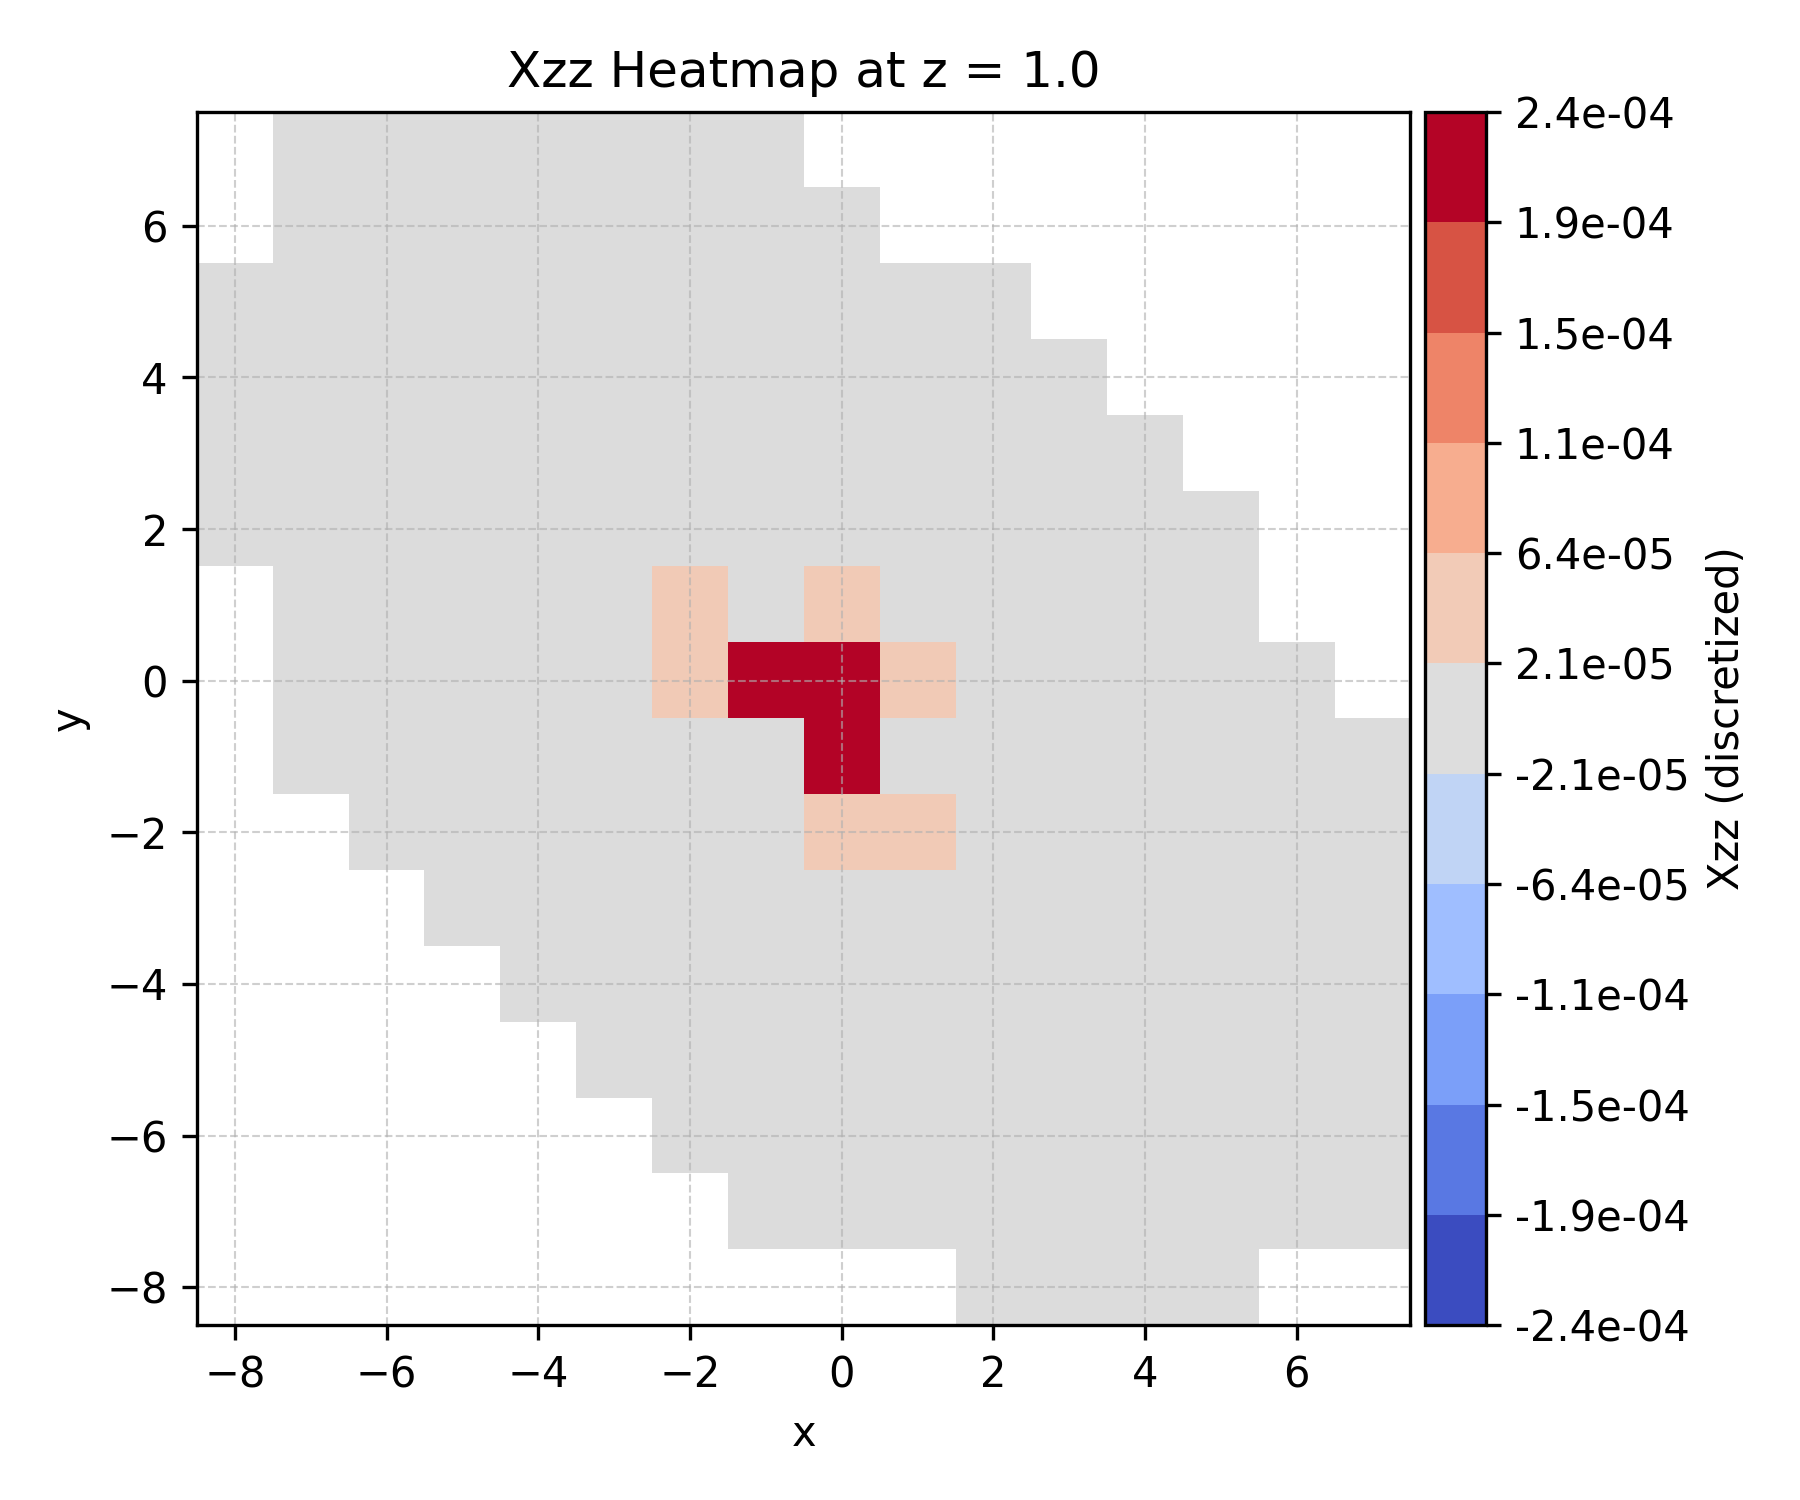 Xzz Heatmap at z = 1.0
6
4
2
0
−2
−4
−6
−8
y
−8 −6 −4 −2 0 2 4 6
x
2.4e-04
1.9e-04
1.5e-04
1.1e-04
6.4e-05
2.1e-05
-2.1e-05
-6.4e-05
-1.1e-04
-1.5e-04
-1.9e-04
-2.4e-04
Xzz (discretized)